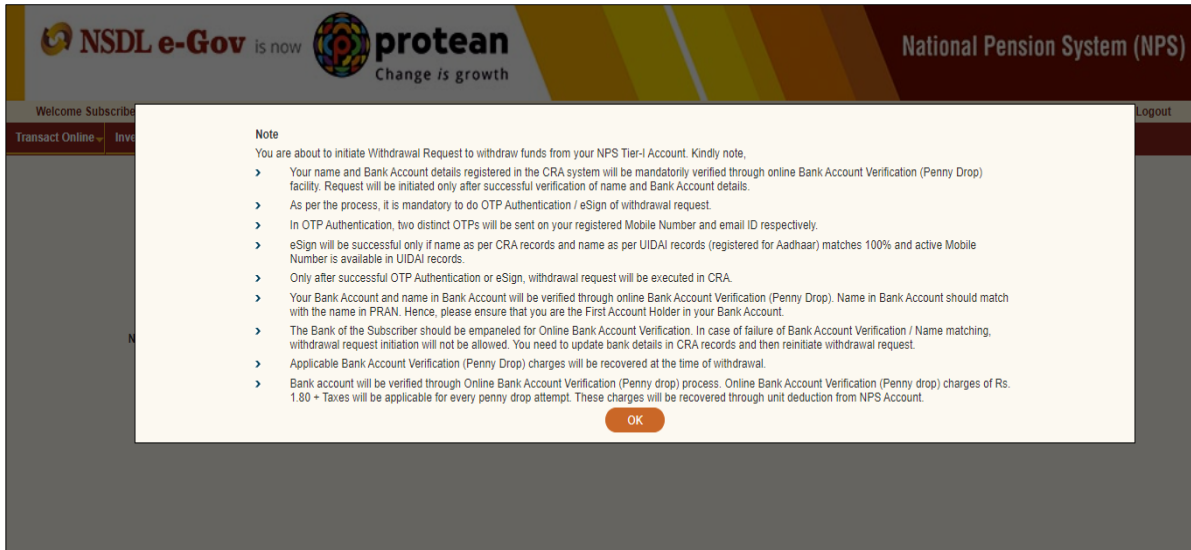 NSDL e-Gov is now protean
Change is growth
National Pension System (NPS)
Welcome Subscribe
Logout
Transact Online
Inve
Note
You are about to initiate Withdrawal Request to withdraw funds from your NPS Tier-I Account. Kindly note,
› Your name and Bank Account details registered in the CRA system will be mandatorily verified through online Bank Account Verification (Penny Drop)
facility. Request will be initiated only after successful verification of name and Bank Account details.
› As per the process, it is mandatory to do OTP Authentication / eSign of withdrawal request.
› In OTP Authentication, two distinct OTPs will be sent on your registered Mobile Number and email ID respectively.
› eSign will be successful only if name as per CRA records and name as per UIDAI records (registered for Aadhaar) matches 100% and active Mobile
Number is available in UIDAI records.
› Only after successful OTP Authentication or eSign, withdrawal request will be executed in CRA.
› Your Bank Account and name in Bank Account will be verified through online Bank Account Verification (Penny Drop). Name in Bank Account should match
with the name in PRAN. Hence, please ensure that you are the First Account Holder in your Bank Account.
› The Bank of the Subscriber should be empaneled for Online Bank Account Verification. In case of failure of Bank Account Verification / Name matching,
withdrawal request initiation will not be allowed. You need to update bank details in CRA records and then reinitiate withdrawal request.
N
› Applicable Bank Account Verification (Penny Drop) charges will be recovered at the time of withdrawal.
› Bank account will be verified through Online Bank Account Verification (Penny drop) process. Online Bank Account Verification (Penny drop) charges of Rs.
1.80 + Taxes will be applicable for every penny drop attempt. These charges will be recovered through unit deduction from NPS Account.
OK